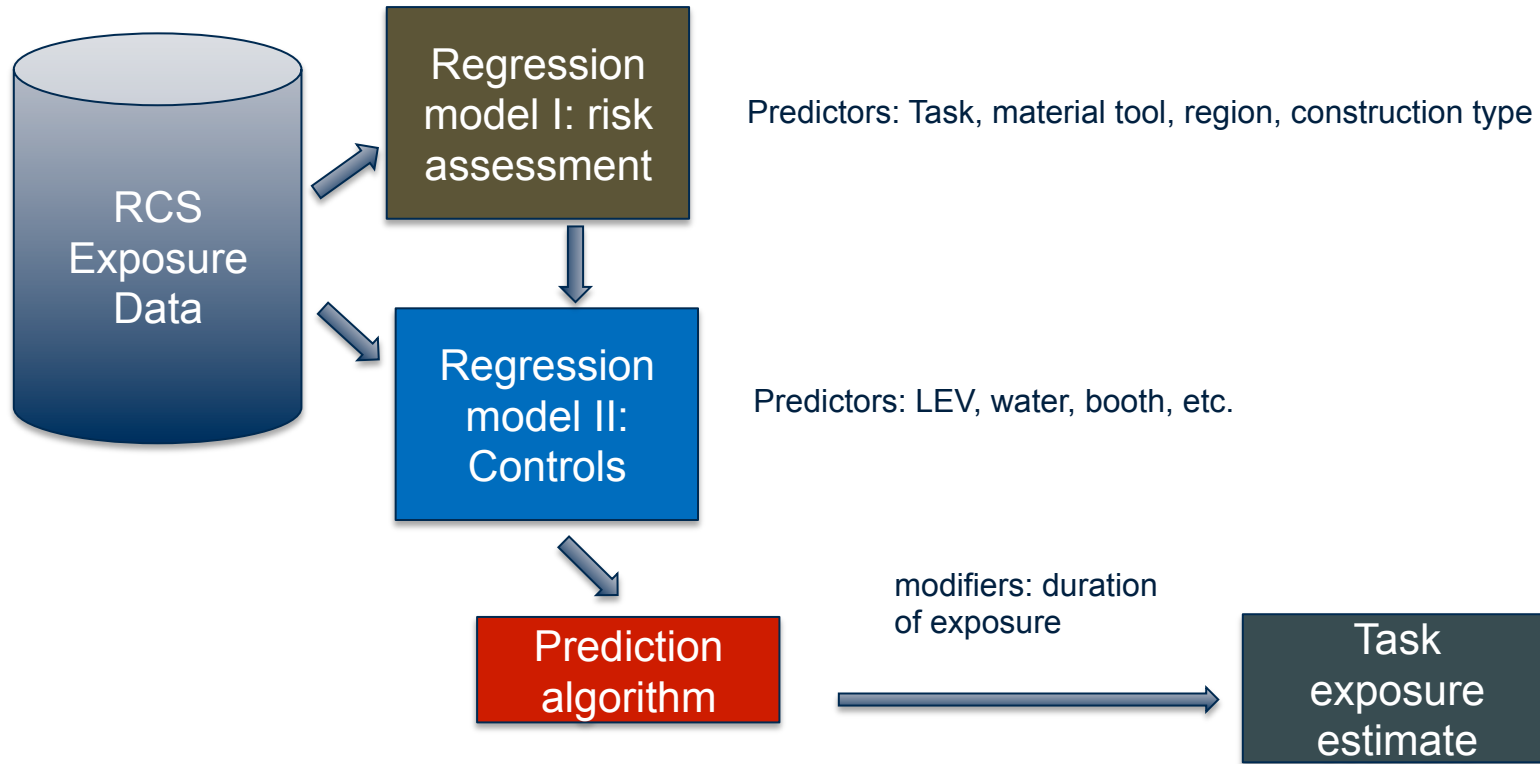 RCS
Exposure
Data
Regression
model I: risk
assessment
Predictors: Task, material tool, region, construction type
Regression
model II:
Controls
Predictors: LEV, water, booth, etc.
Prediction
algorithm
modifiers: duration
of exposure
Task
exposure
estimate